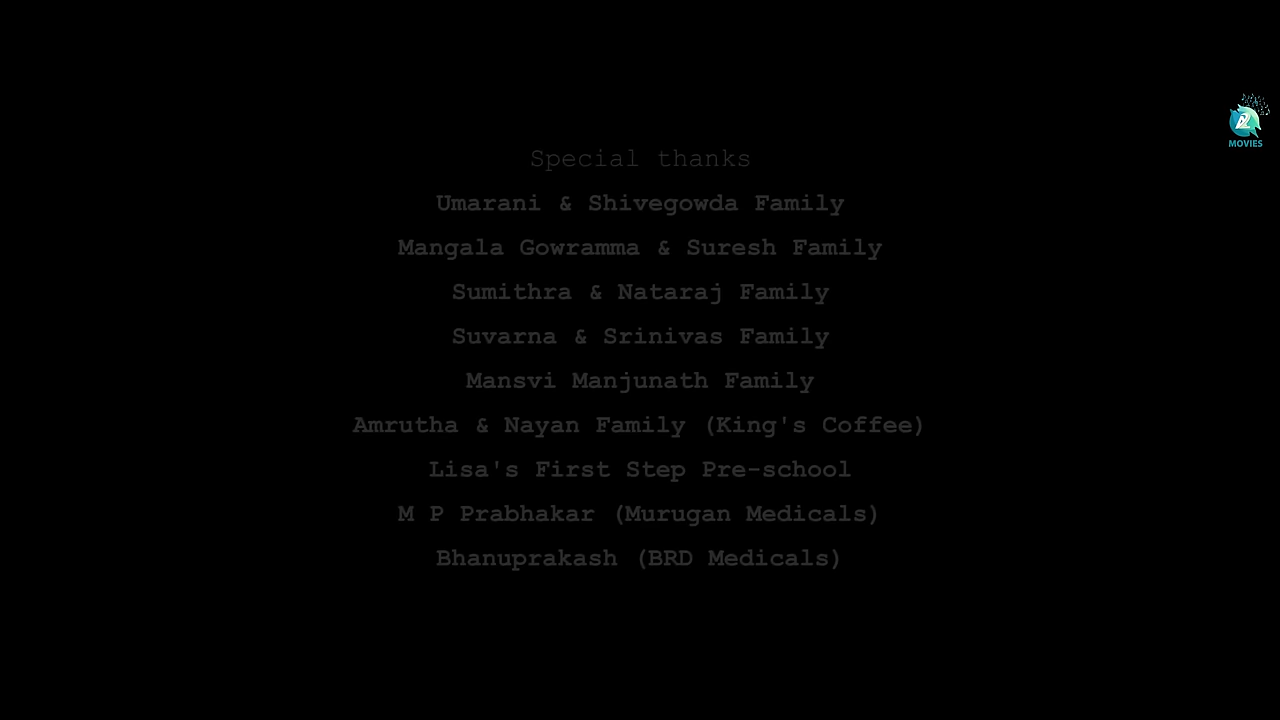 Special thanks
Umarani & Shivegowda Family
Mangala Gowramma & Suresh Family
Sumithra & Nataraj Family
Suvarna & Srinivas Family
Mansvi Manjunath Family
Amrutha & Nayan Family (King's Coffee)
Lisa's First Step Pre-school
M P Prabhakar (Murugan Medicals)
Bhanuprakash (BRD Medicals)
2
MOVIES